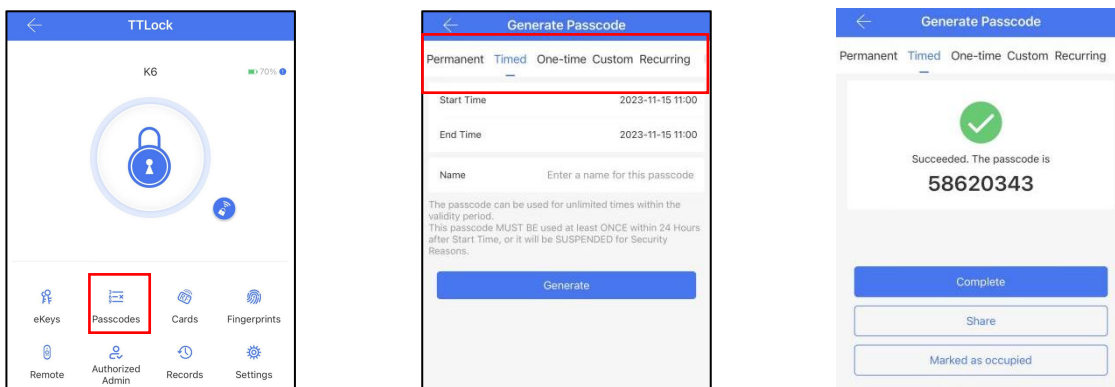 TTLock
K6
70%
eKeys Passcodes Cards Fingerprints
Remote Authorized Admin Records Settings
Generate Passcode
Permanent Timed One-time Custom Recurring
Start Time 2023-11-15 11:00
End Time 2023-11-15 11:00
Name Enter a name for this passcode
The passcode can be used for unlimited times within the
validity period.
This passcode MUST BE used at least ONCE within 24 Hours
after Start Time, or it will be SUSPENDED for Security
Reasons.
Generate
Generate Passcode
Permanent Timed One-time Custom Recurring
Succeeded. The passcode is
58620343
Complete
Share
Marked as occupied